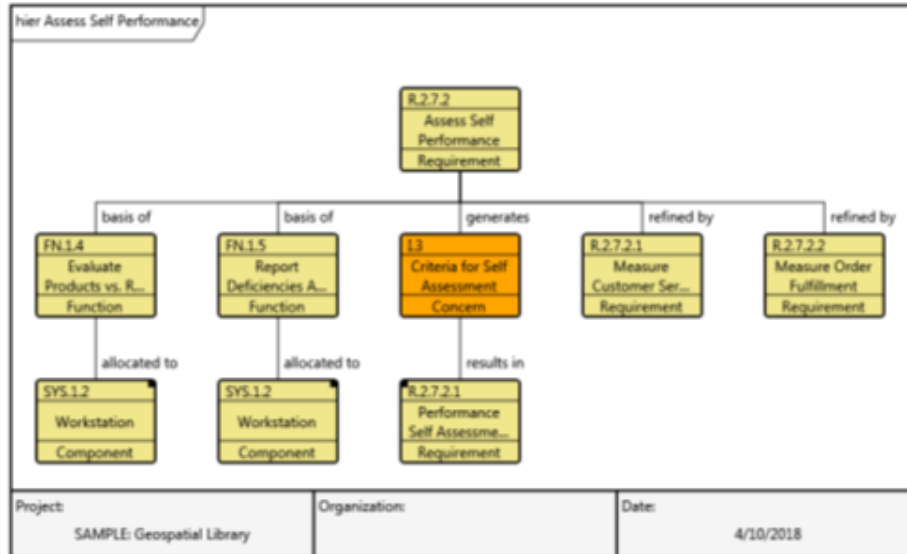 hier Assess Self Performance
R.2.7.2
Assess Self
Performance
Requirement
basis of
basis of
generates
refined by
refined by
FN.1.4
Evaluate
Products vs. R...
Function
FN.1.5
Report
Deficiencies A...
Function
I.3
Criteria for Self
Assessment
Concern
R.2.7.2.1
Measure
Customer Ser...
Requirement
R.2.7.2.2
Measure Order
Fulfillment
Requirement
allocated to
allocated to
results in
SYS.1.2
Workstation
Component
SYS.1.2
Workstation
Component
R.2.7.2.1
Performance
Self Assessme...
Requirement
Project:
SAMPLE: Geospatial Library
Organization:
Date:
4/10/2018